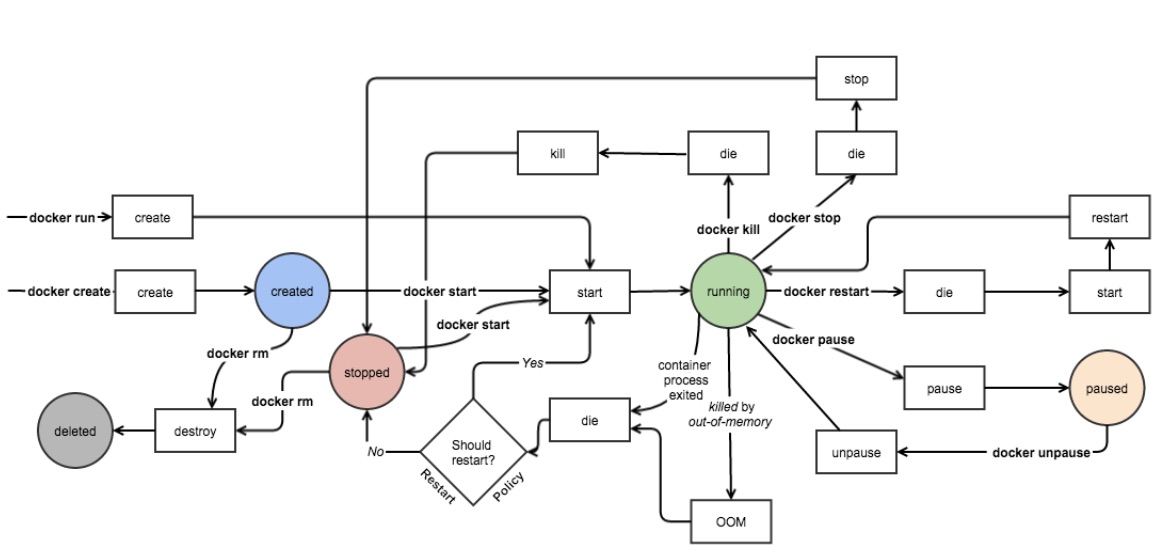 stop
kill
die
die
docker run
create
docker kill
docker stop
restart
docker create
create
created
docker start
start
running
docker restart
die
start
docker start
docker rm
stopped
Yes
container
process
exited
docker pause
pause
paused
docker rm
deleted
destroy
No
Should
restart?
Restart
Policy
die
killed by
out-of-memory
unpause
docker unpause
OOM